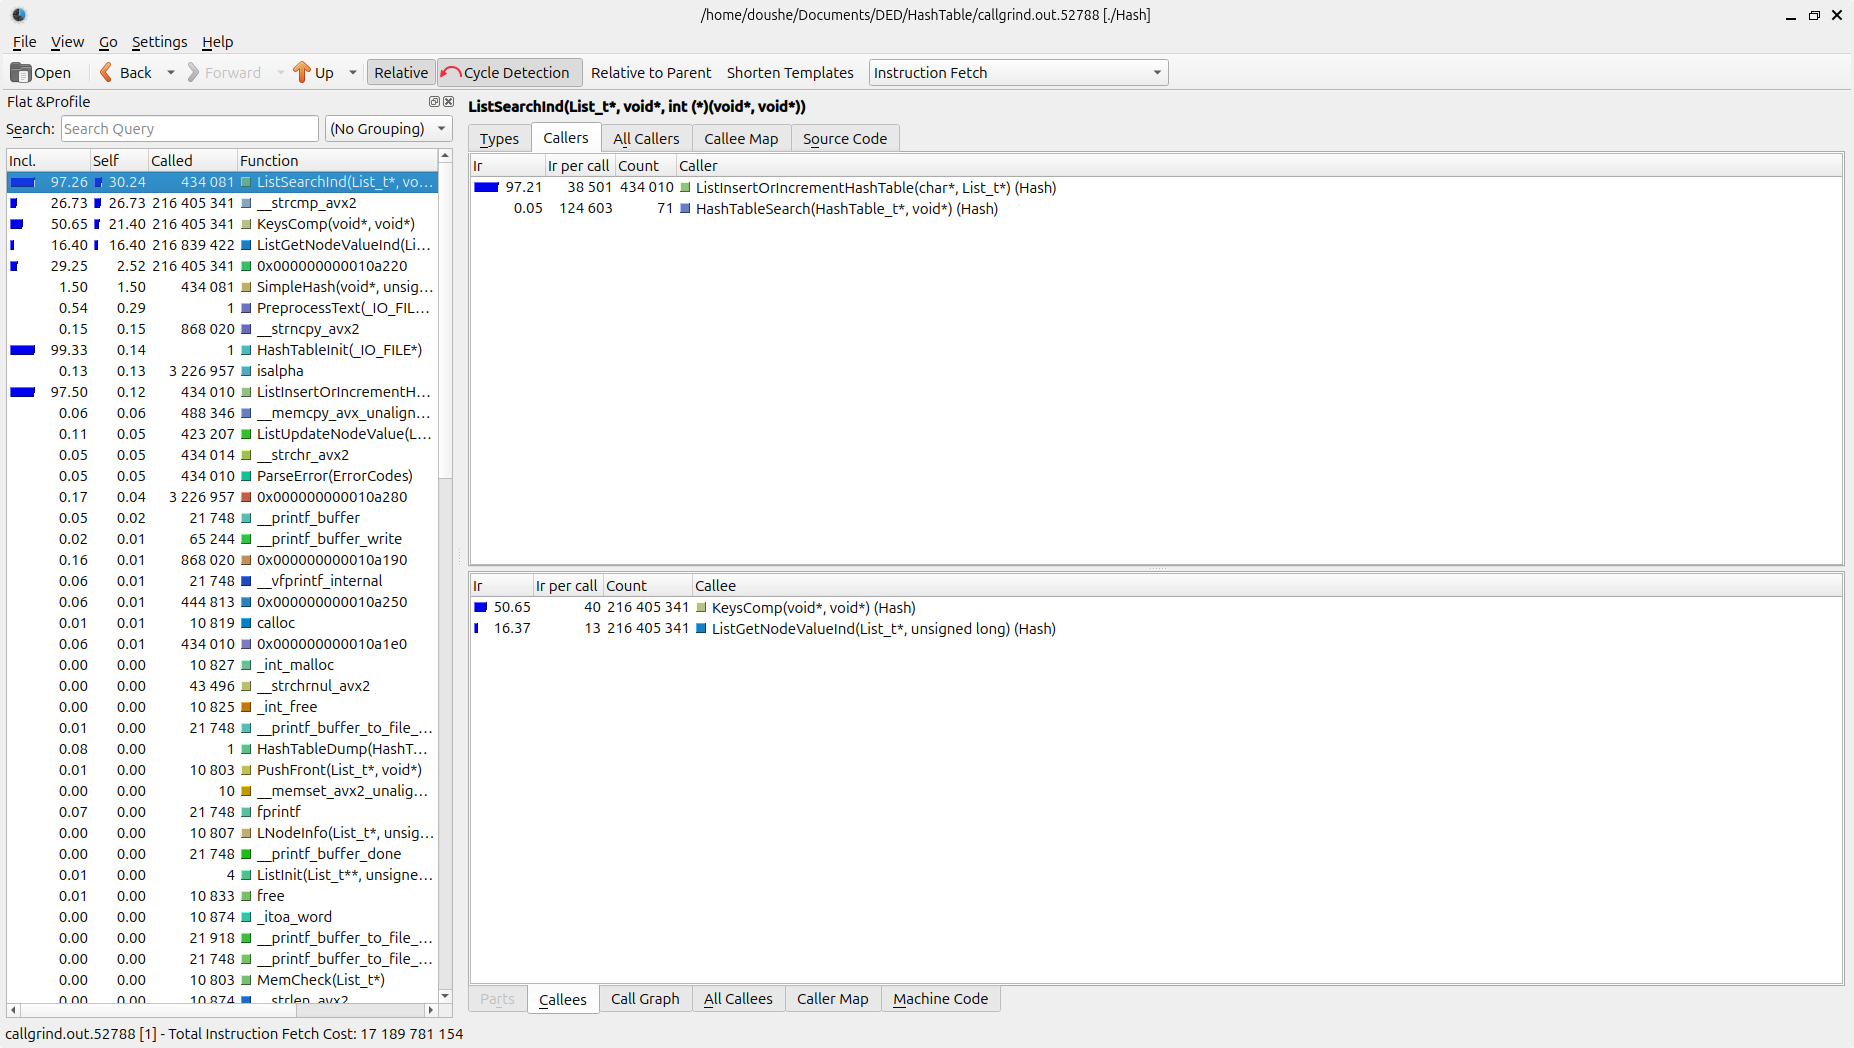 /home/doushe/Documents/DED/HashTable/callgrind.out.52788 [./Hash]
File View Go Settings Help
Open Back Forward Up Relative Cycle Detection Relative to Parent Shorten Templates Instruction Fetch
Flat &Profile
Search: Search Query (No Grouping)
Incl. Self Called Function
97.26 30.24 434 081 ListSearchInd(List_t*, vo...
26.73 26.73 216 405 341 __strcmp_avx2
50.65 21.40 216 405 341 KeysComp(void*, void*)
16.40 16.40 216 839 422 ListGetNodeValueInd(Li...
29.25 2.52 216 405 341 0x000000000010a220
1.50 1.50 434 081 SimpleHash(void*, unsig...
0.54 0.29 1 PreprocessText(_IO_FIL...
0.15 0.15 868 020 __strncpy_avx2
99.33 0.14 1 HashTableInit(_IO_FILE*)
0.13 0.13 3 226 957 isalpha
97.50 0.12 434 010 ListInsertOrIncrementH...
0.06 0.06 488 346 __memcpy_avx_unalign...
0.11 0.05 423 207 ListUpdateNodeValue(L...
0.05 0.05 434 014 __strchr_avx2
0.05 0.05 434 010 ParseError(ErrorCodes)
0.17 0.04 3 226 957 0x000000000010a280
0.05 0.02 21 748 __printf_buffer
0.02 0.01 65 244 __printf_buffer_write
0.16 0.01 868 020 0x000000000010a190
0.06 0.01 21 748 __vfprintf_internal
0.06 0.01 444 813 0x000000000010a250
0.01 0.01 10 819 calloc
0.06 0.01 434 010 0x000000000010a1e0
0.00 0.00 10 827 _int_malloc
0.00 0.00 43 496 __strchrnul_avx2
0.00 0.00 10 825 _int_free
0.01 0.00 21 748 __printf_buffer_to_file_...
0.08 0.00 1 HashTableDump(HashT...
0.01 0.00 10 803 PushFront(List_t*, void*)
0.00 0.00 10 __memset_avx2_unalig...
0.07 0.00 21 748 fprintf
0.00 0.00 10 807 LNodeInfo(List_t*, unsig...
0.00 0.00 21 748 __printf_buffer_done
0.01 0.00 4 ListInit(List_t**, unsigne...
0.01 0.00 10 833 free
0.00 0.00 10 874 _itoa_word
0.00 0.00 21 918 __printf_buffer_to_file_...
0.00 0.00 21 748 __printf_buffer_to_file_...
0.00 0.00 10 803 MemCheck(List_t*)
0.00 0.00 10 874 __strlen_avx2
ListSearchInd(List_t*, void*, int (*)(void*, void*))
Types Callers All Callers Callee Map Source Code
Ir Ir per call Count Caller
97.21 38 501 434 010 ListInsertOrIncrementHashTable(char*, List_t*) (Hash)
0.05 124 603 71 HashTableSearch(HashTable_t*, void*) (Hash)
Ir Ir per call Count Callee
50.65 40 216 405 341 KeysComp(void*, void*) (Hash)
16.37 13 216 405 341 ListGetNodeValueInd(List_t*, unsigned long) (Hash)
Parts Callees Call Graph All Callees Caller Map Machine Code
callgrind.out.52788 [1] - Total Instruction Fetch Cost: 17 189 781 154